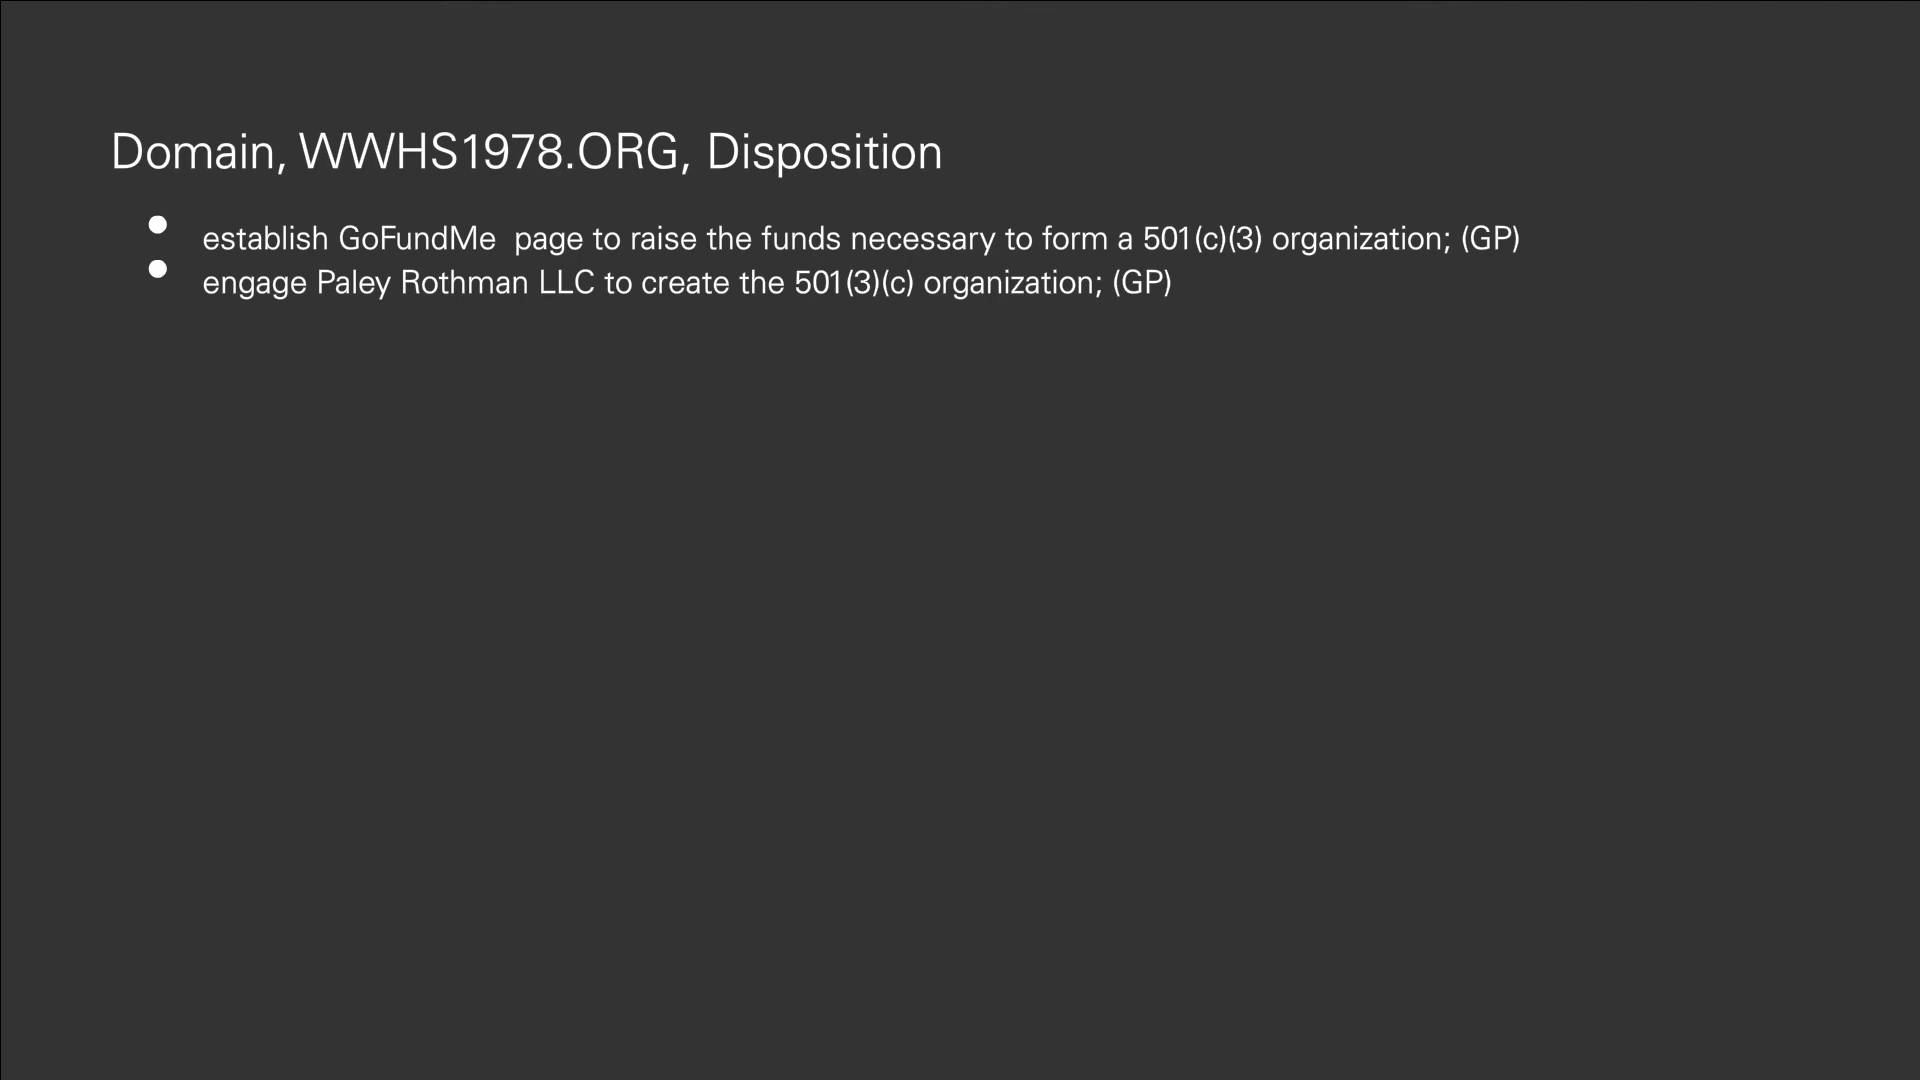 Domain, WWHS1978.ORG, Disposition
● establish GoFundMe  page to raise the funds necessary to form a 501(c)(3) organization; (GP)
● engage Paley Rothman LLC to create the 501(3)(c) organization; (GP)